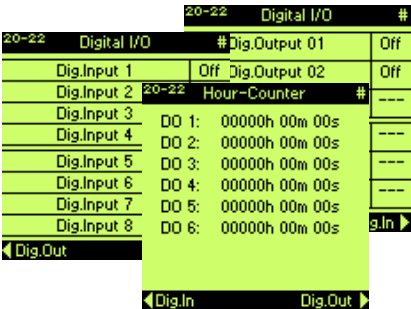 20-22 Digital I/O #
Dig.Output 01 Off
Dig.Output 02 Off
---
---
---
---
g.In ▶
20-22 Digital I/O #
Dig.Input 1 Off
Dig.Input 2
Dig.Input 3
Dig.Input 4
Dig.Input 5
Dig.Input 6
Dig.Input 7
Dig.Input 8
◀ Dig.Out
20-22 Hour-Counter #
DO 1: 00000h 00m 00s
DO 2: 00000h 00m 00s
DO 3: 00000h 00m 00s
DO 4: 00000h 00m 00s
DO 5: 00000h 00m 00s
DO 6: 00000h 00m 00s
◀Dig.In Dig.Out ▶